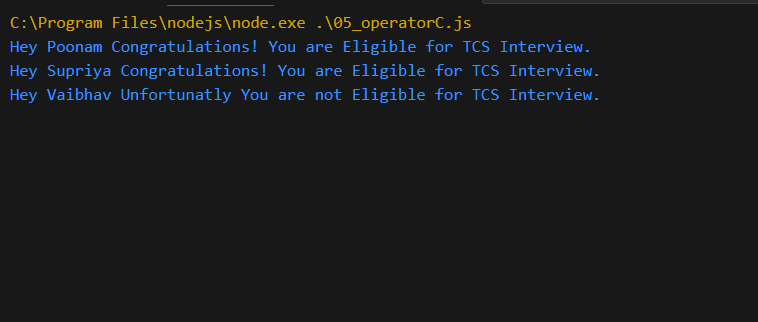 C:\Program Files\nodejs\node.exe .\05_operatorC.js
Hey Poonam Congratulations! You are Eligible for TCS Interview.
Hey Supriya Congratulations! You are Eligible for TCS Interview.
Hey Vaibhav Unfortunatly You are not Eligible for TCS Interview.